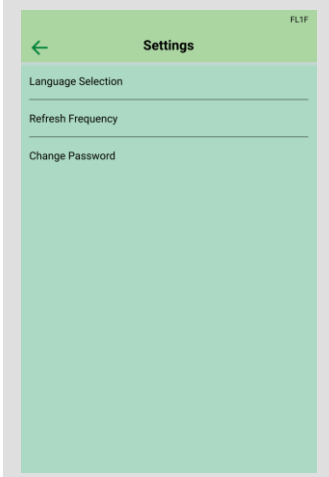 FL1F
Settings
Language Selection
Refresh Frequency
Change Password